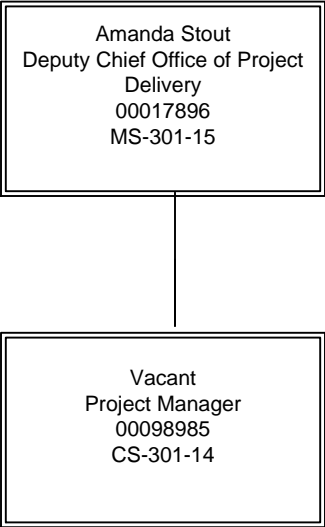 Amanda Stout
Deputy Chief Office of Project
Delivery
00017896
MS-301-15
Vacant
Project Manager
00098985
CS-301-14